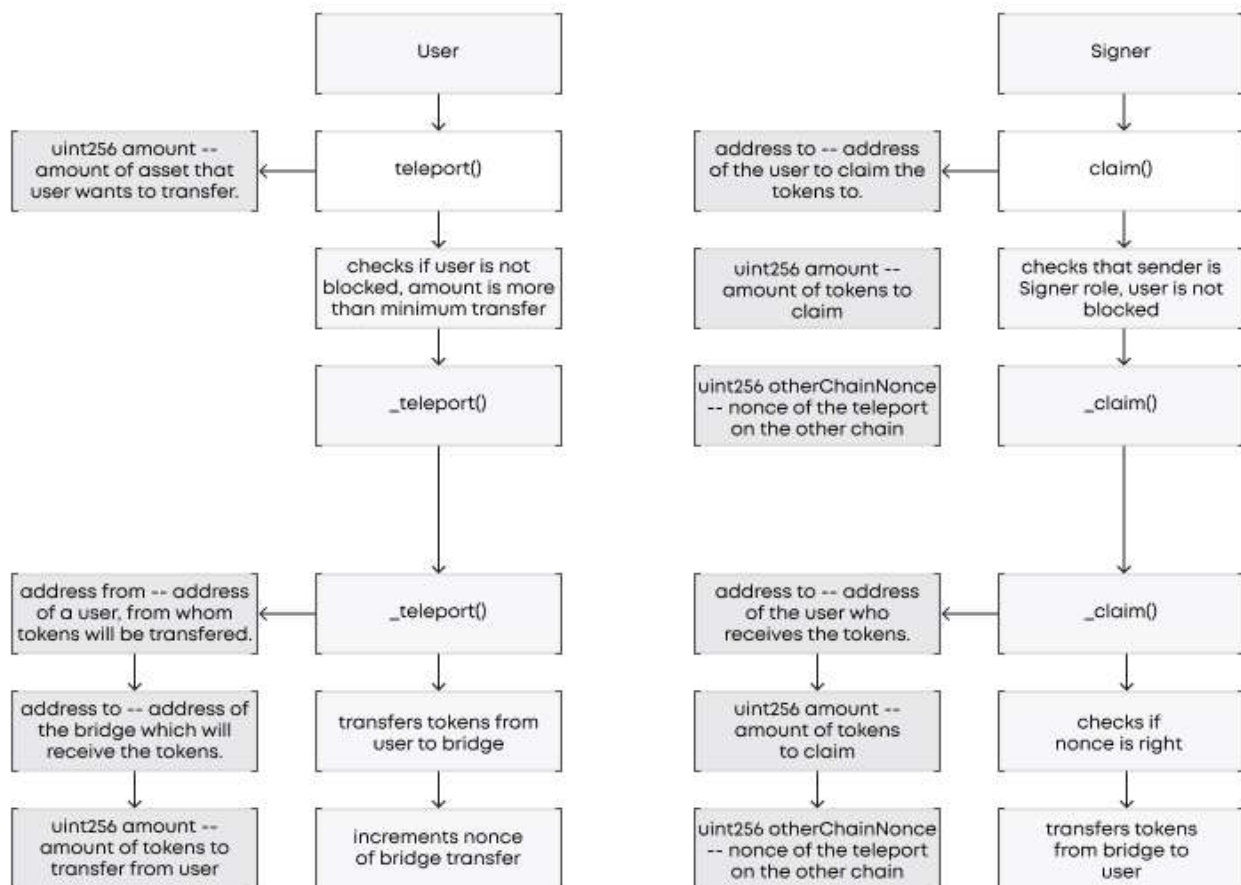 User
uint256 amount --
amount of asset that
user wants to transfer.
teleport()
checks if user is not
blocked, amount is more
than minimum transfer
_teleport()
address from -- address
of a user, from whom
tokens will be transfered.
_teleport()
address to -- address of
the bridge which will
receive the tokens.
transfers tokens from
user to bridge
uint256 amount --
amount of tokens to
transfer from user
increments nonce
of bridge transfer
Signer
address to -- address
of the user to claim the
tokens to.
claim()
uint256 amount --
amount of tokens to
claim
checks that sender is
Signer role, user is not
blocked
uint256 otherChainNonce
-- nonce of the teleport
on the other chain
_claim()
address to -- address
of the user who
receives the tokens.
_claim()
uint256 amount --
amount of tokens
to claim
checks if
nonce is right
uint256 otherChainNonce
-- nonce of the teleport
on the other chain
transfers tokens
from bridge to
user